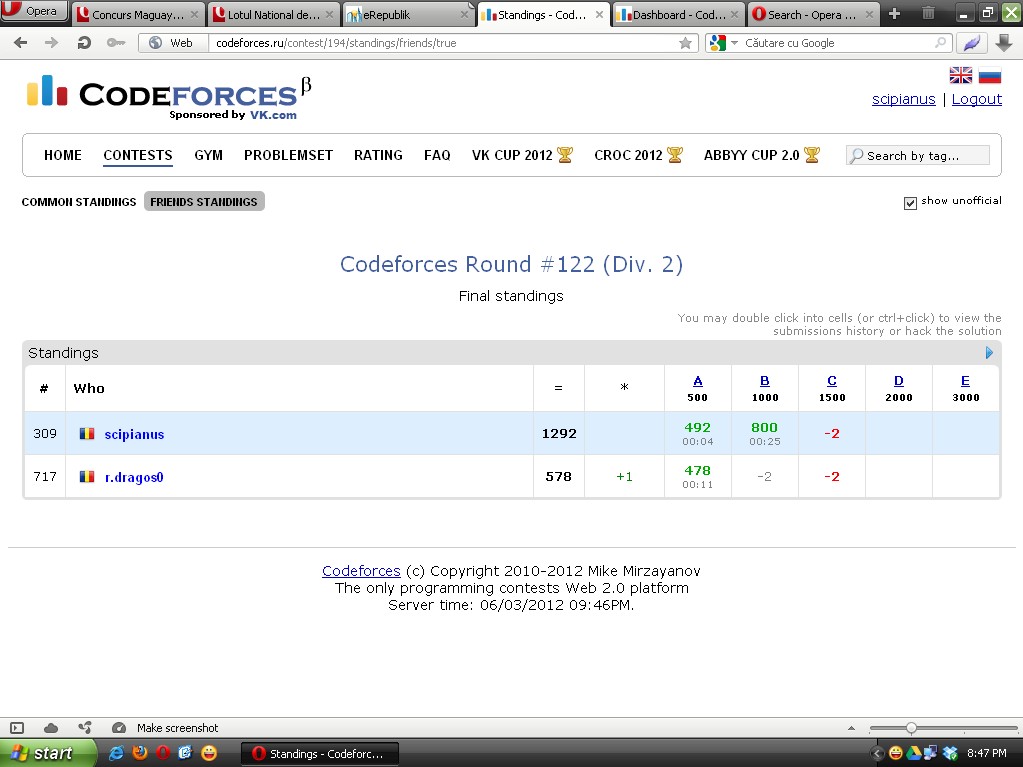 Opera
Concurs Maguay...
Lotul National de...
eRepublik
Standings - Cod...
Dashboard - Cod...
Search - Opera ...
Web
codeforces.ru/contest/194/standings/friends/true
Căutare cu Google
CODEFORCES β
Sponsored by VK.com
scipianus | Logout
HOME CONTESTS GYM PROBLEMSET RATING FAQ VK CUP 2012 CROC 2012 ABBYY CUP 2.0 Search by tag...
COMMON STANDINGS FRIENDS STANDINGS show unofficial
Codeforces Round #122 (Div. 2)
Final standings
You may double click into cells (or ctrl+click) to view the
submissions history or hack the solution
Standings
# Who = * A B C D E
500 1000 1500 2000 3000
309 scipianus 1292 492 800 -2
00:04 00:25
717 r.dragos0 578 +1 478 -2 -2
00:11
Codeforces (c) Copyright 2010-2012 Mike Mirzayanov
The only programming contests Web 2.0 platform
Server time: 06/03/2012 09:46PM.
Make screenshot
start
Standings - Codeforc...
8:47 PM